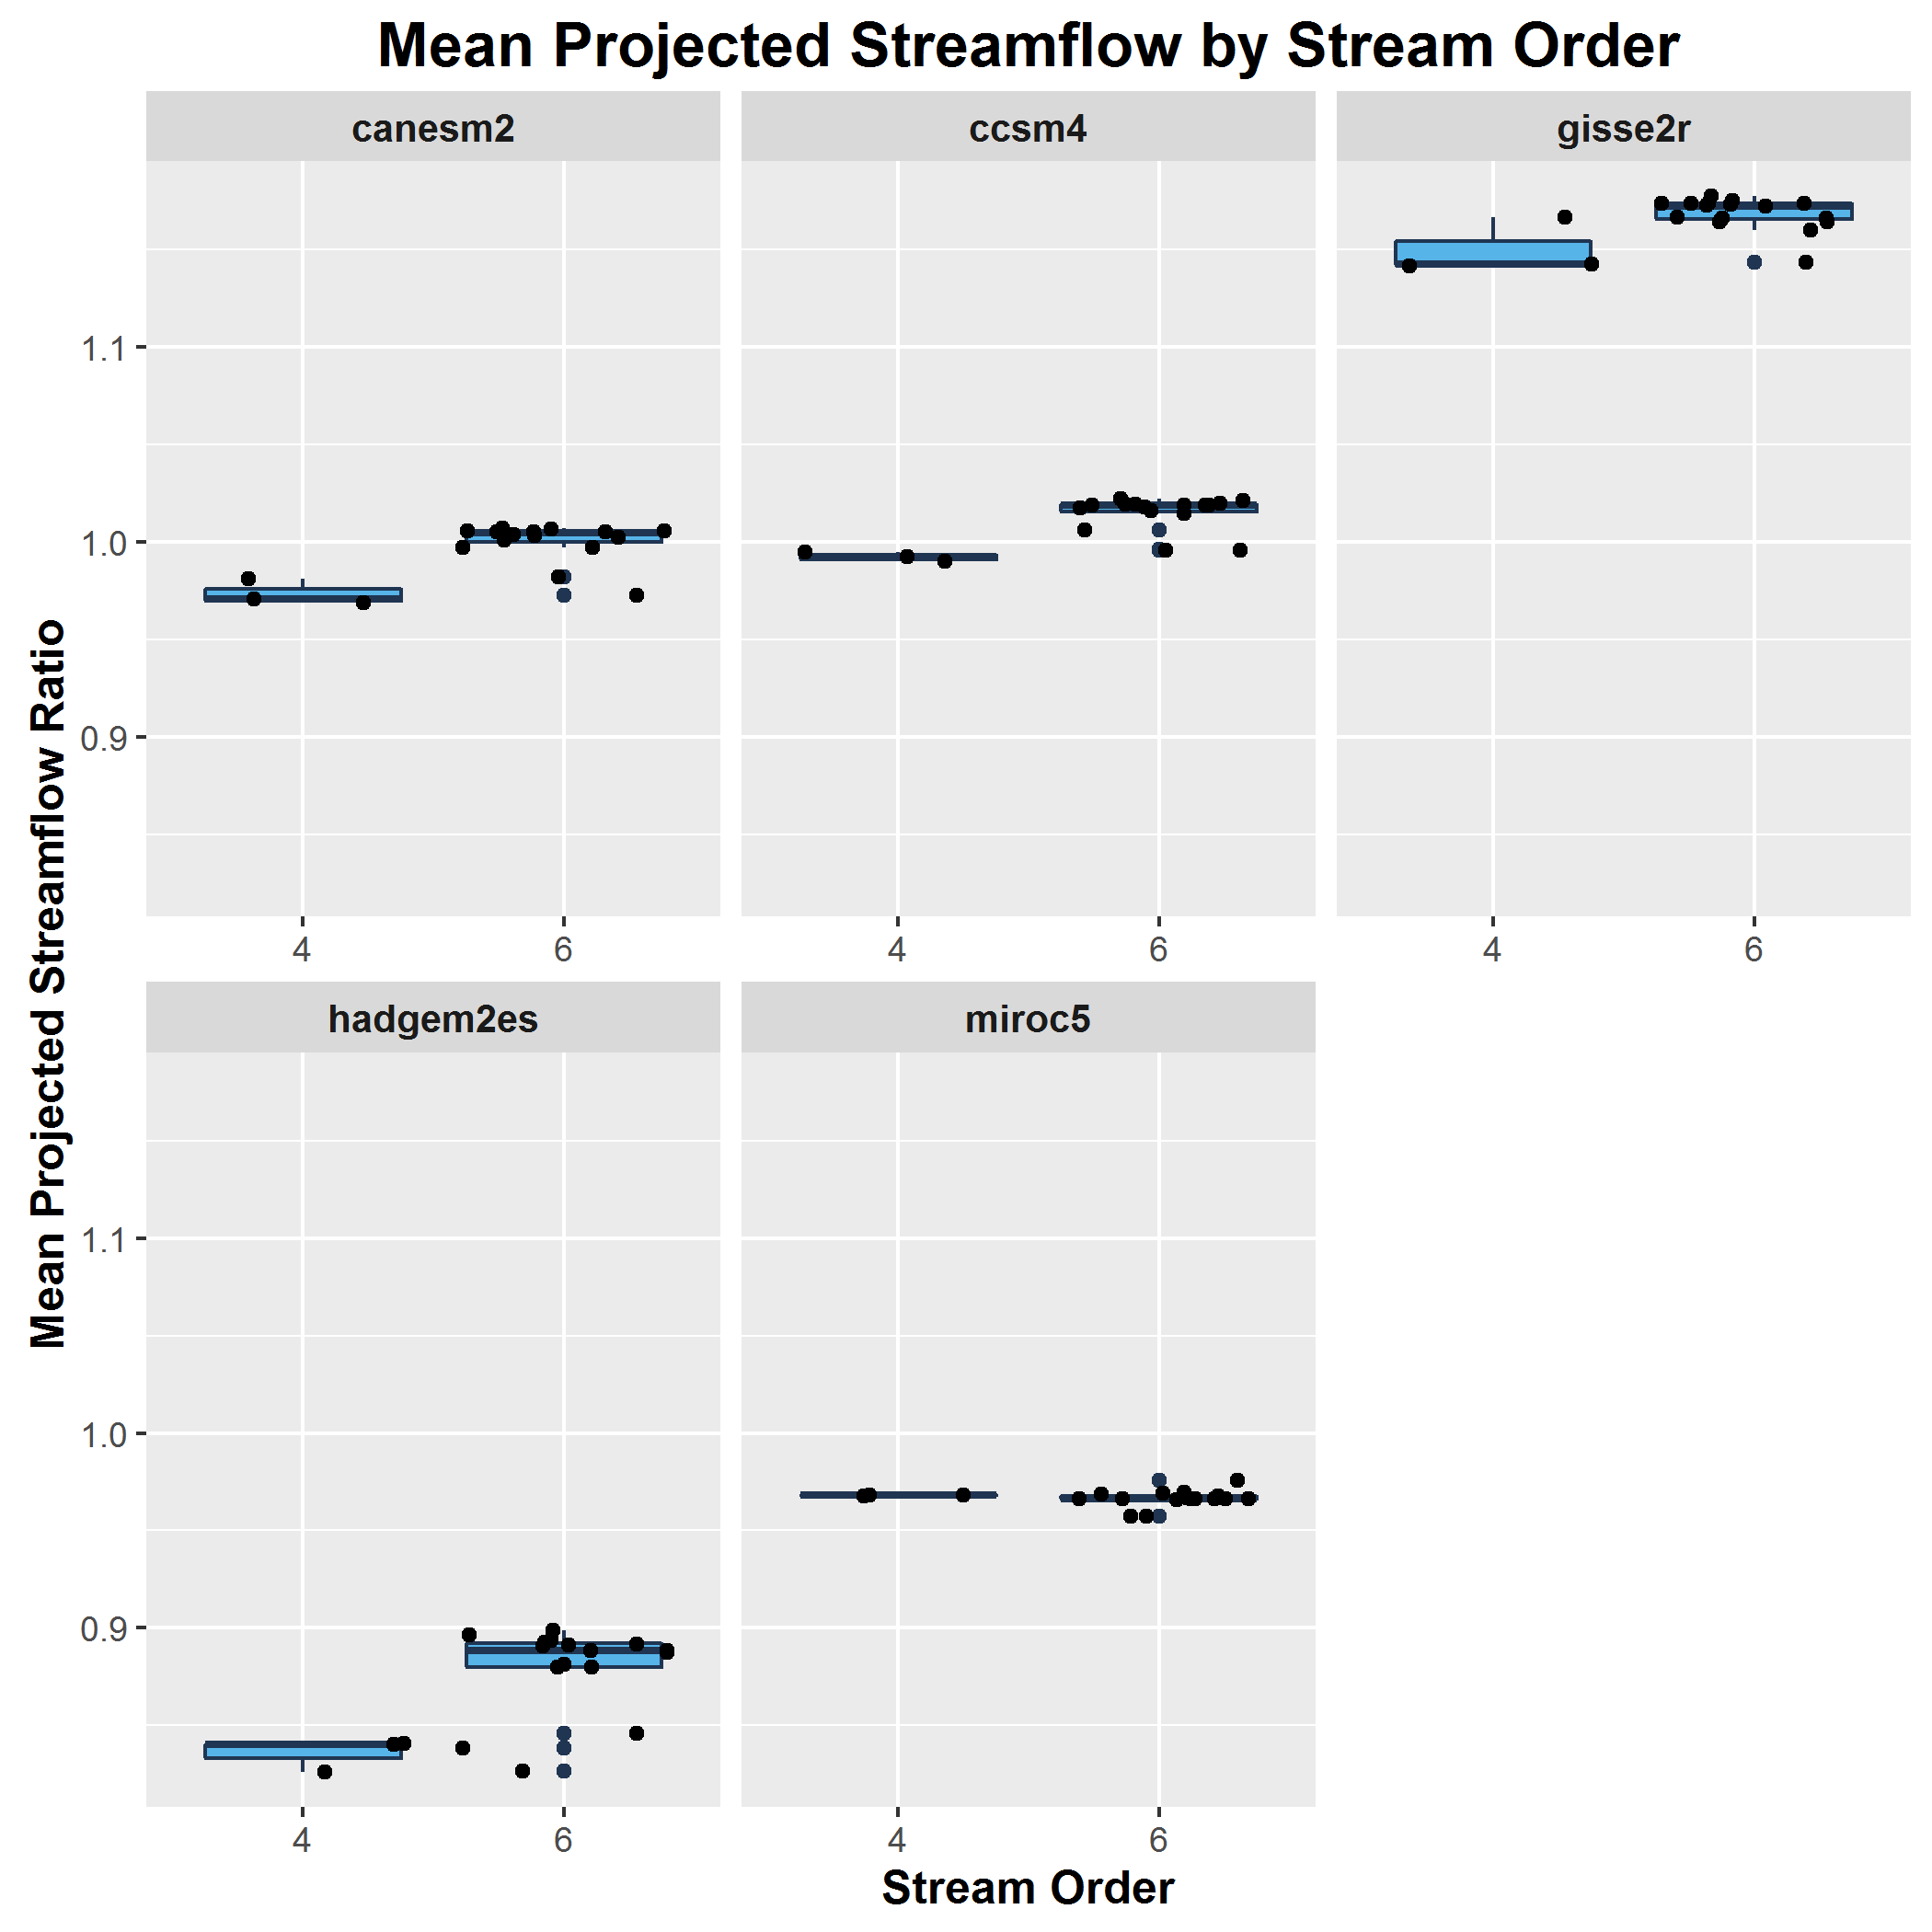 Mean Projected Streamflow by Stream Order
canesm2
ccsm4
gisse2r
Mean Projected Streamflow Ratio
1.1
1.0
0.9
4
6
4
6
4
6
hadgem2es
miroc5
1.1
1.0
0.9
4
6
4
6
Stream Order